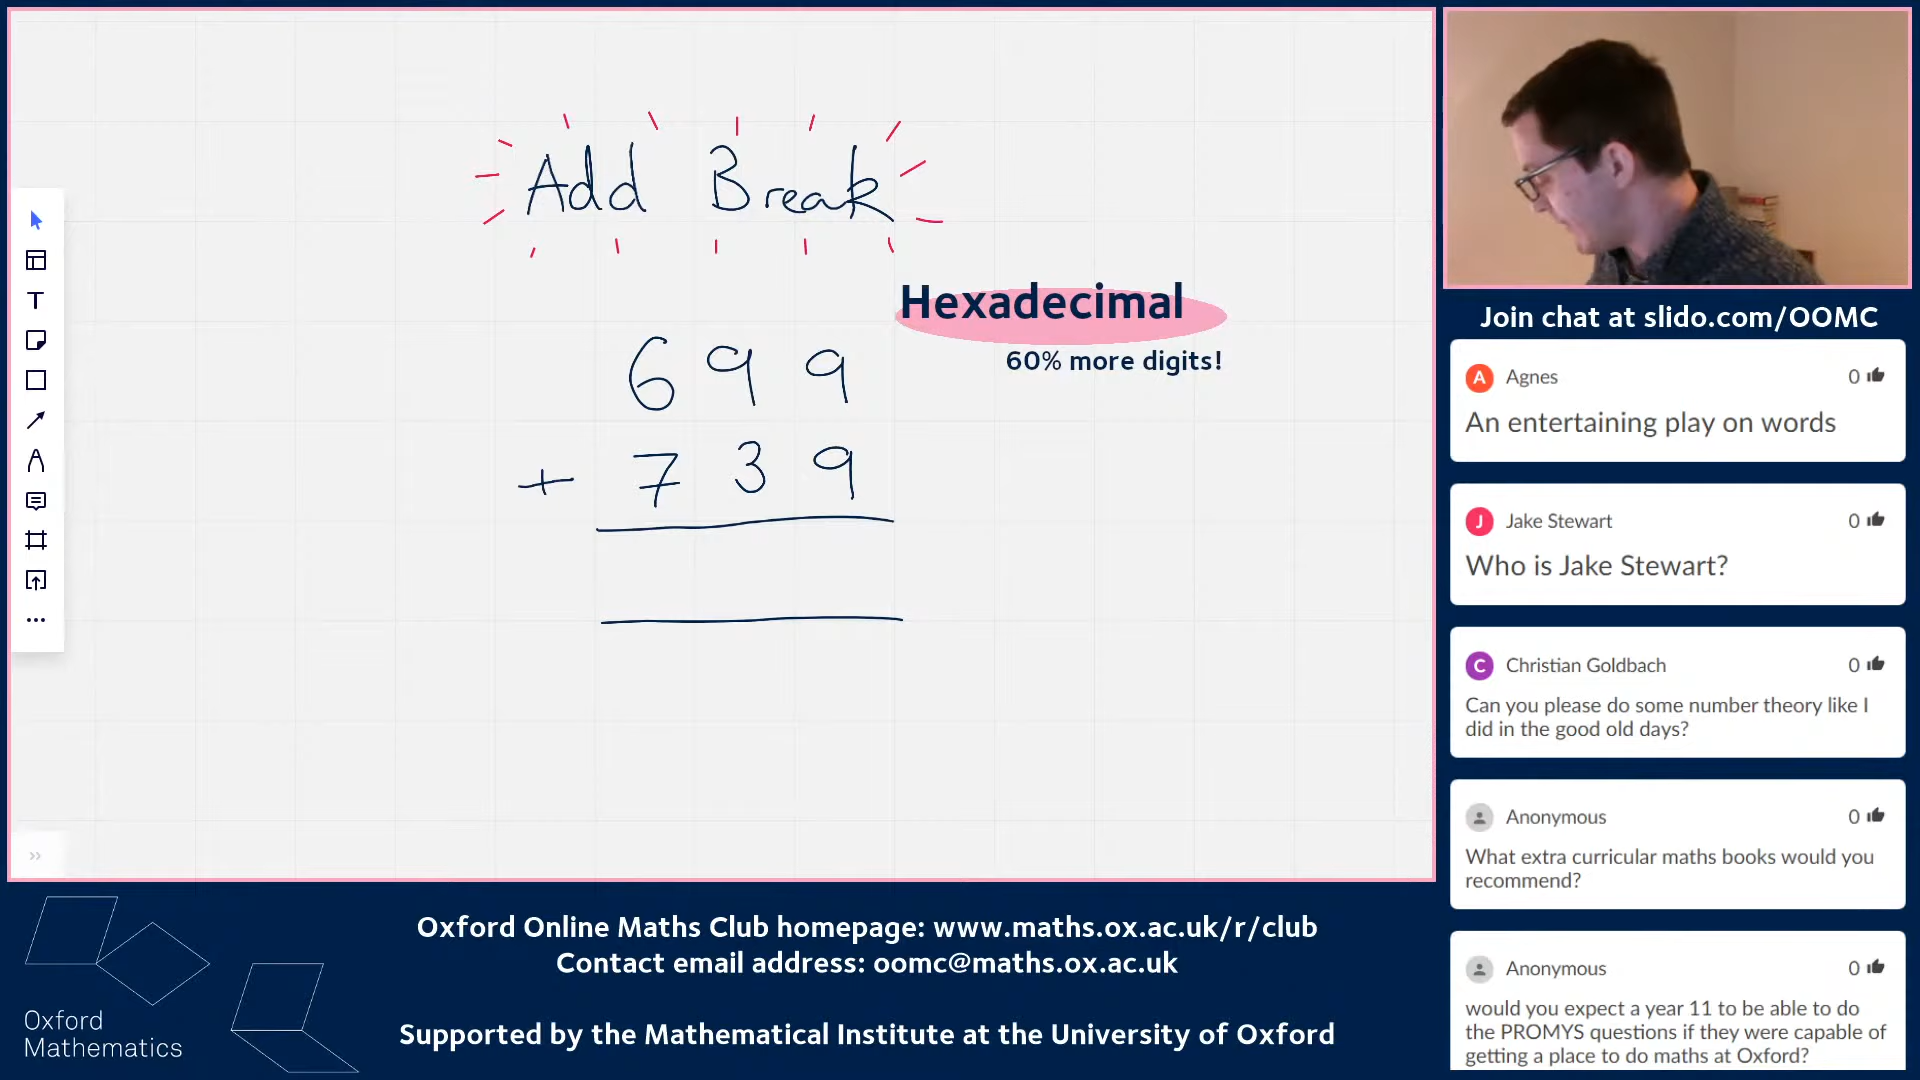 Add Break
Hexadecimal
60% more digits!
6 9 9
+ 7 3 9
Join chat at slido.com/OOMC
A Agnes 0
An entertaining play on words
J Jake Stewart 0
Who is Jake Stewart?
C Christian Goldbach 0
Can you please do some number theory like I
did in the good old days?
Anonymous 0
What extra curricular maths books would you
recommend?
Anonymous 0
would you expect a year 11 to be able to do
the PROMYS questions if they were capable of
getting a place to do maths at Oxford?
Oxford
Mathematics
Oxford Online Maths Club homepage: www.maths.ox.ac.uk/r/club
Contact email address: oomc@maths.ox.ac.uk
Supported by the Mathematical Institute at the University of Oxford